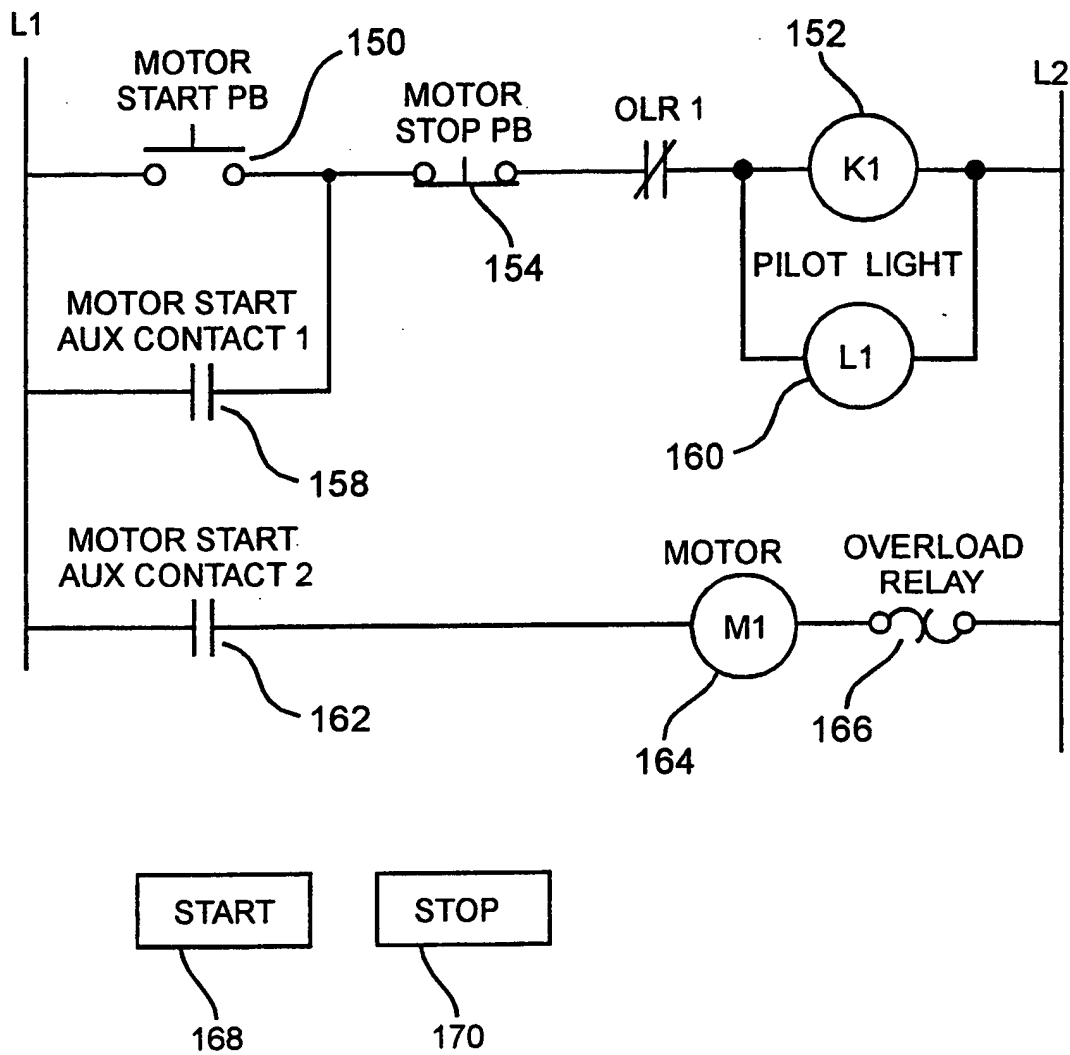 L1
150
152
MOTOR
START PB
MOTOR
STOP PB
OLR 1
L2
K1
154
PILOT LIGHT
MOTOR START
AUX CONTACT 1
L1
158
160
MOTOR START
AUX CONTACT 2
MOTOR
OVERLOAD
RELAY
M1
162
164
166
START
STOP
168
170